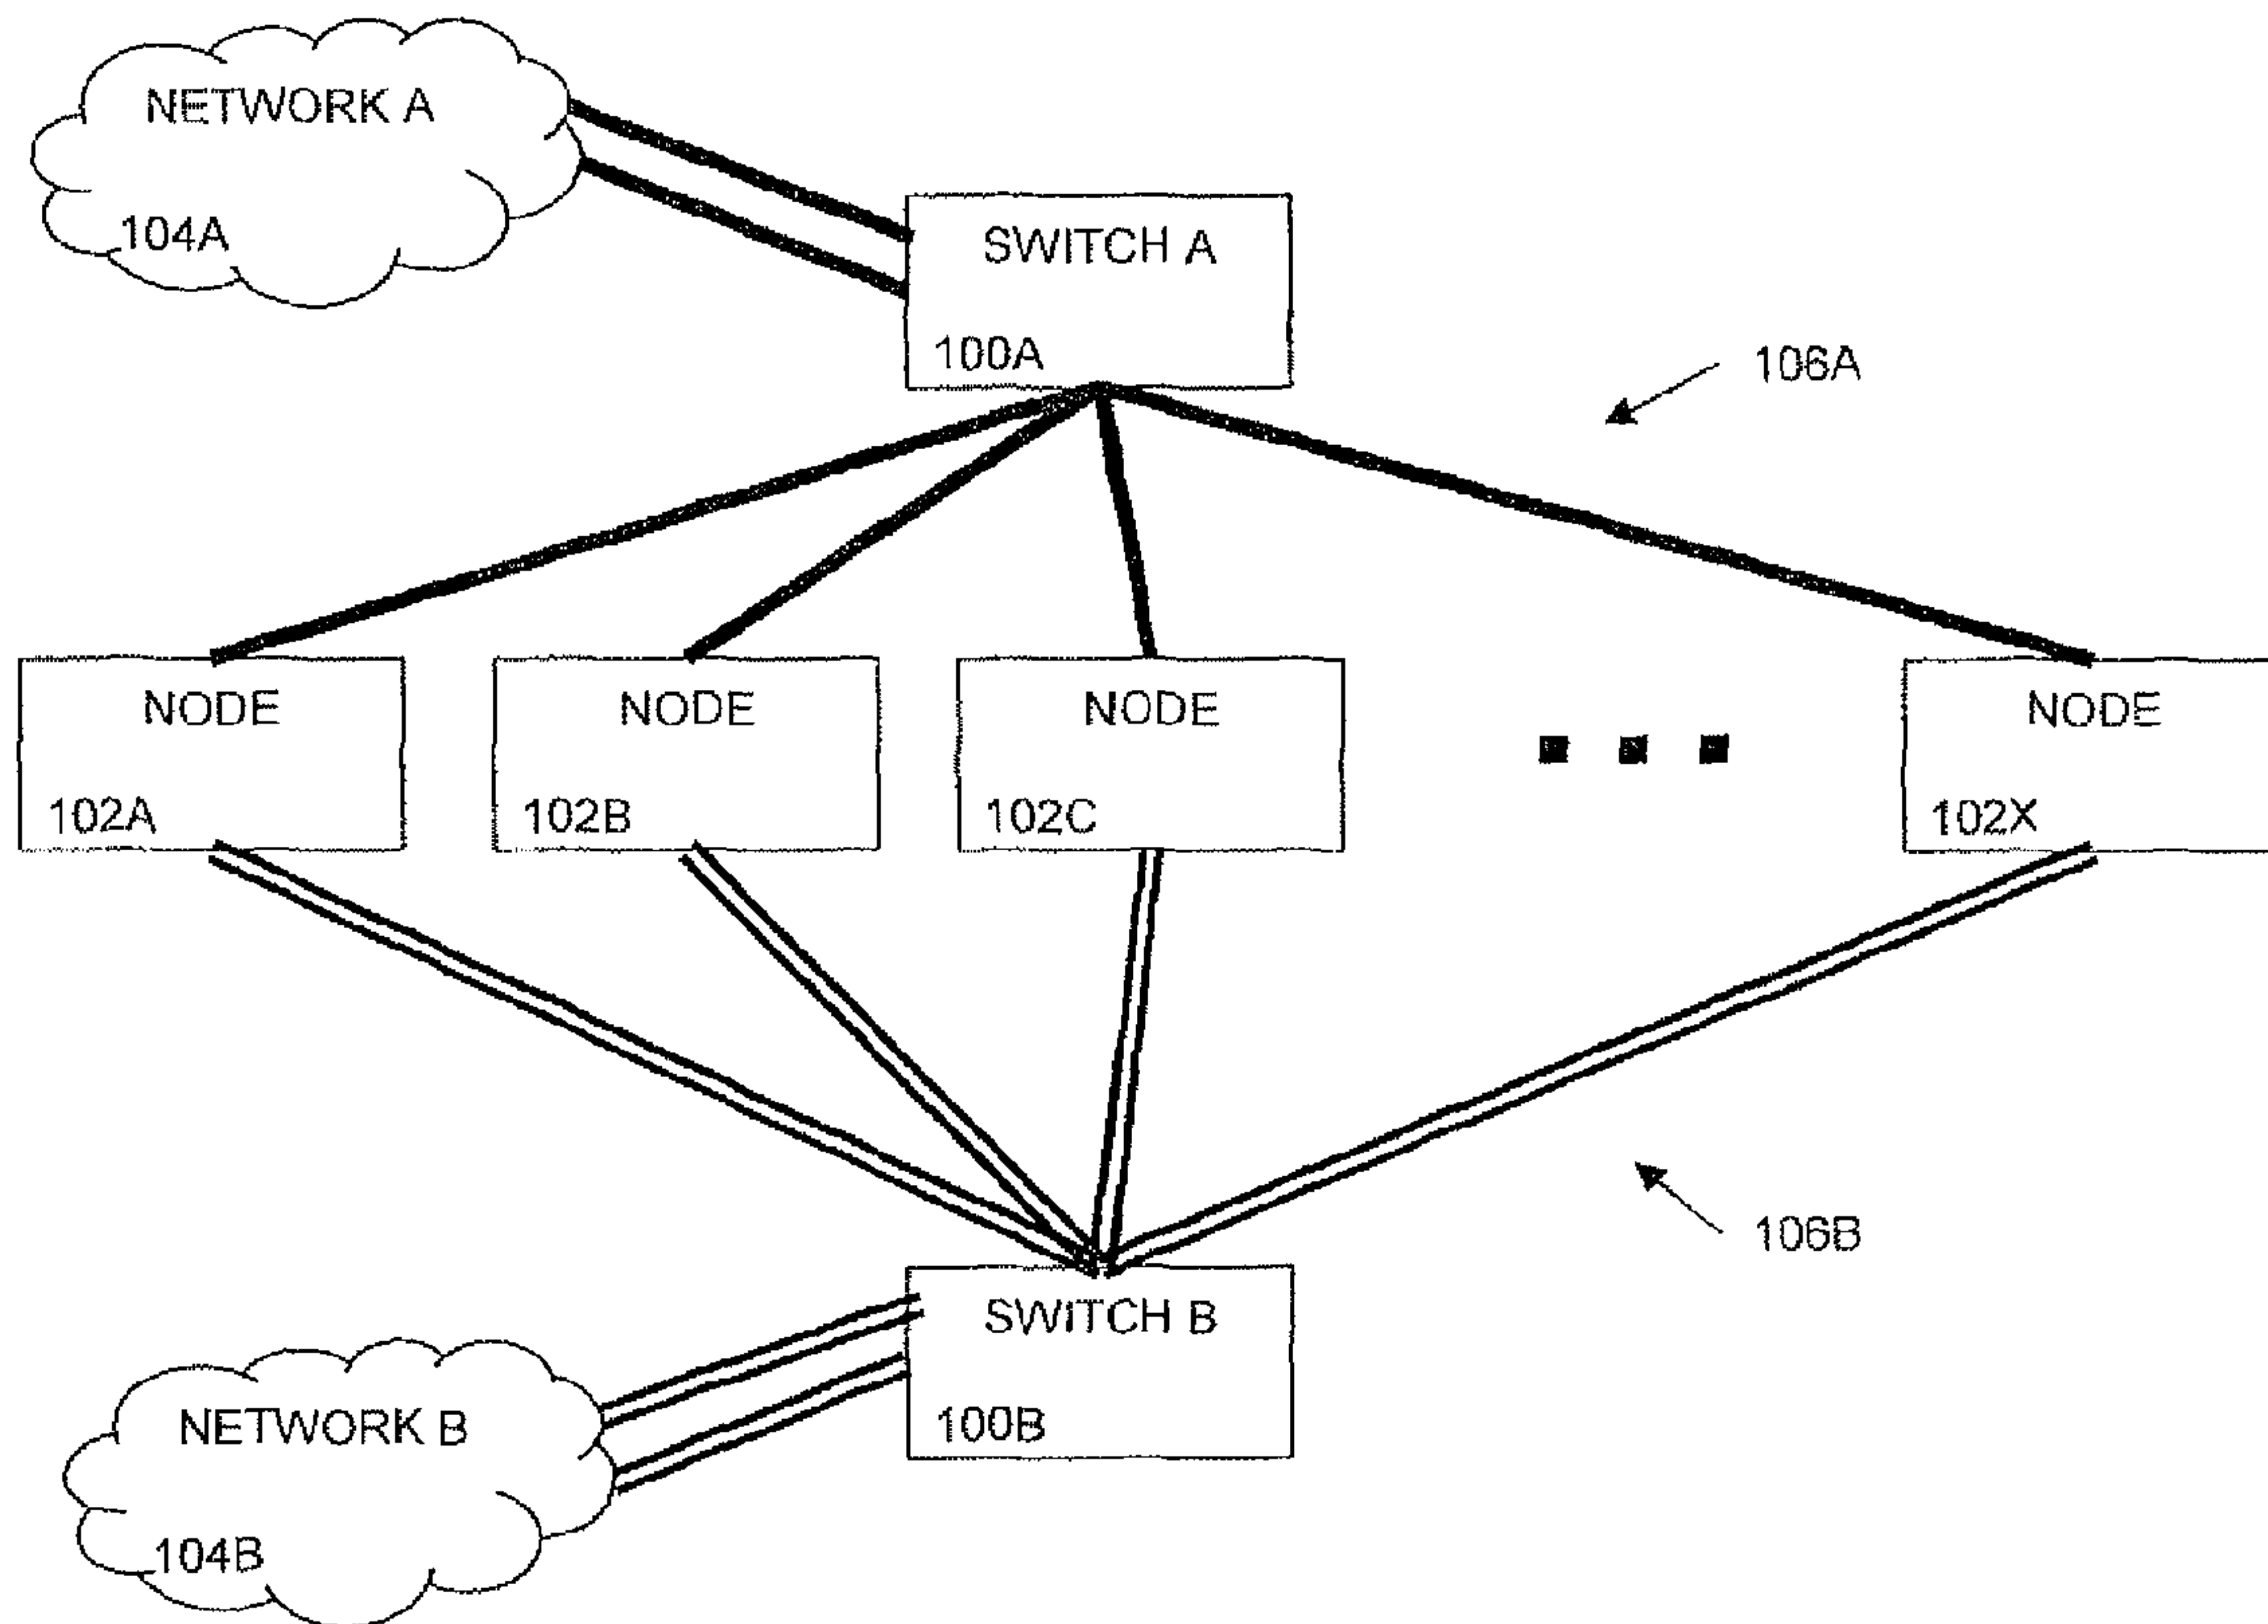 NETWORK A
104A
SWITCH A
100A
106A
NODE
102A
NODE
102B
NODE
102C
NODE
102X
106B
SWITCH B
100B
NETWORK B
104B